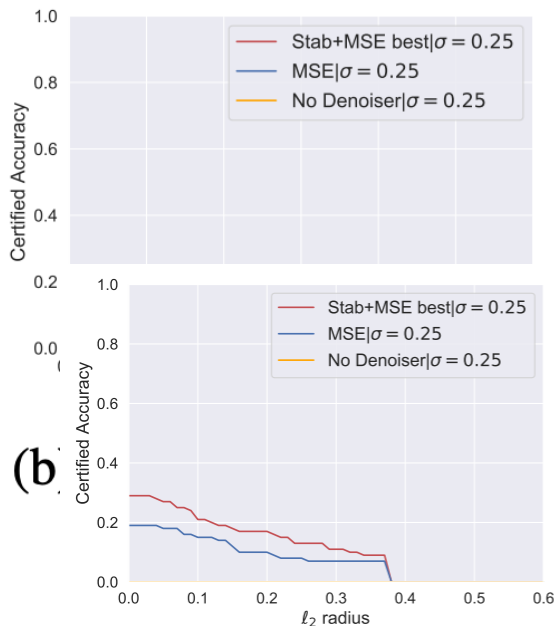 1.0
Stab+MSE best|σ = 0.25
MSE|σ = 0.25
No Denoiser|σ = 0.25
0.8
0.6
0.4
0.2
0.0
Certified Accuracy
(b)
1.0
Stab+MSE best|σ = 0.25
MSE|σ = 0.25
No Denoiser|σ = 0.25
0.8
0.6
0.4
0.2
0.0
Certified Accuracy
0.0 0.1 0.2 0.3 0.4 0.5 0.6
ℓ₂ radius